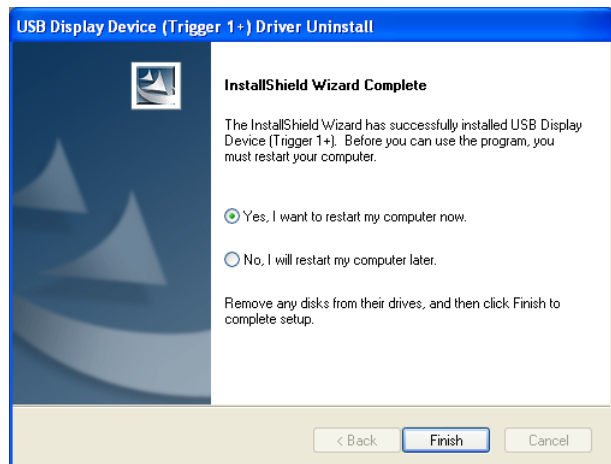 USB Display Device (Trigger 1+) Driver Uninstall
InstallShield Wizard Complete
The InstallShield Wizard has successfully installed USB Display
Device (Trigger 1+). Before you can use the program, you
must restart your computer.
Yes, I want to restart my computer now.
No, I will restart my computer later.
Remove any disks from their drives, and then click Finish to
complete setup.
< Back Finish Cancel